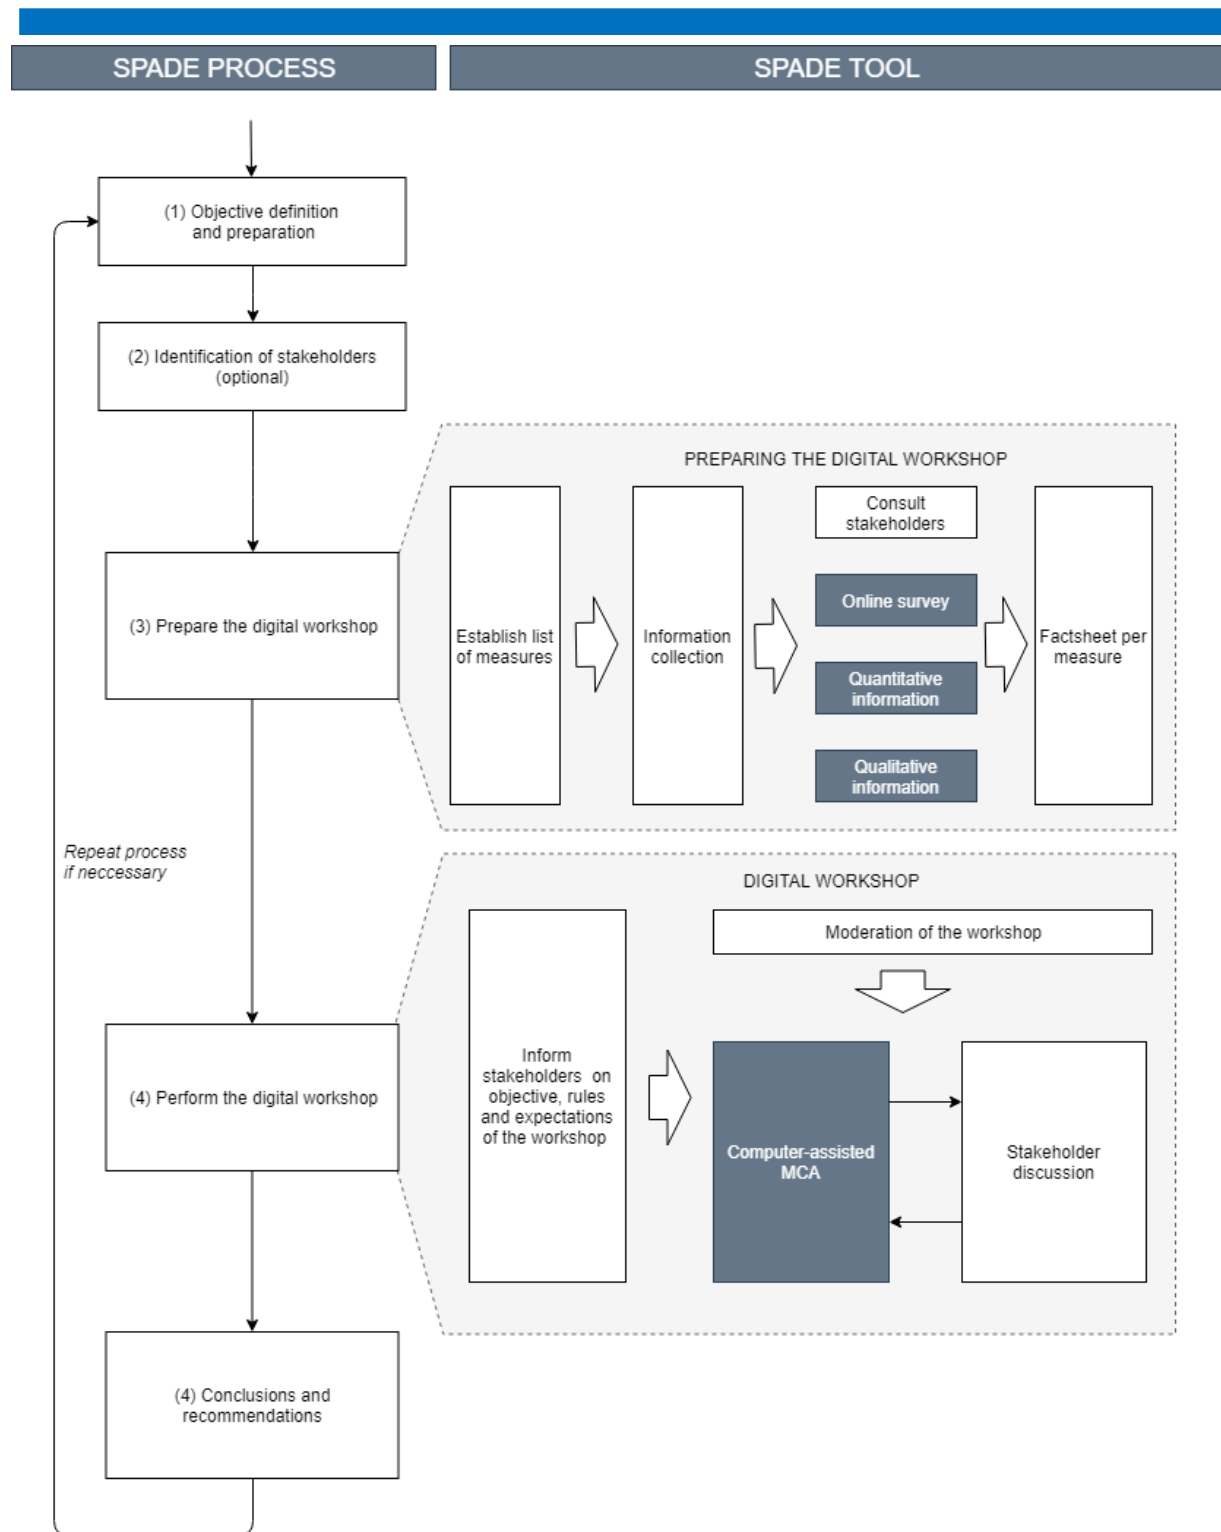 SPADE PROCESS
SPADE TOOL
(1) Objective definition
and preparation
(2) Identification of stakeholders
(optional)
PREPARING THE DIGITAL WORKSHOP
Establish list
of measures
Information
collection
Consult
stakeholders
Online survey
Quantitative
information
Qualitative
information
Factsheet per
measure
(3) Prepare the digital workshop
Repeat process
if neccessary
DIGITAL WORKSHOP
Moderation of the workshop
Inform
stakeholders on
objective, rules
and expectations
of the workshop
Computer-assisted
MCA
Stakeholder
discussion
(4) Perform the digital workshop
(4) Conclusions and
recommendations